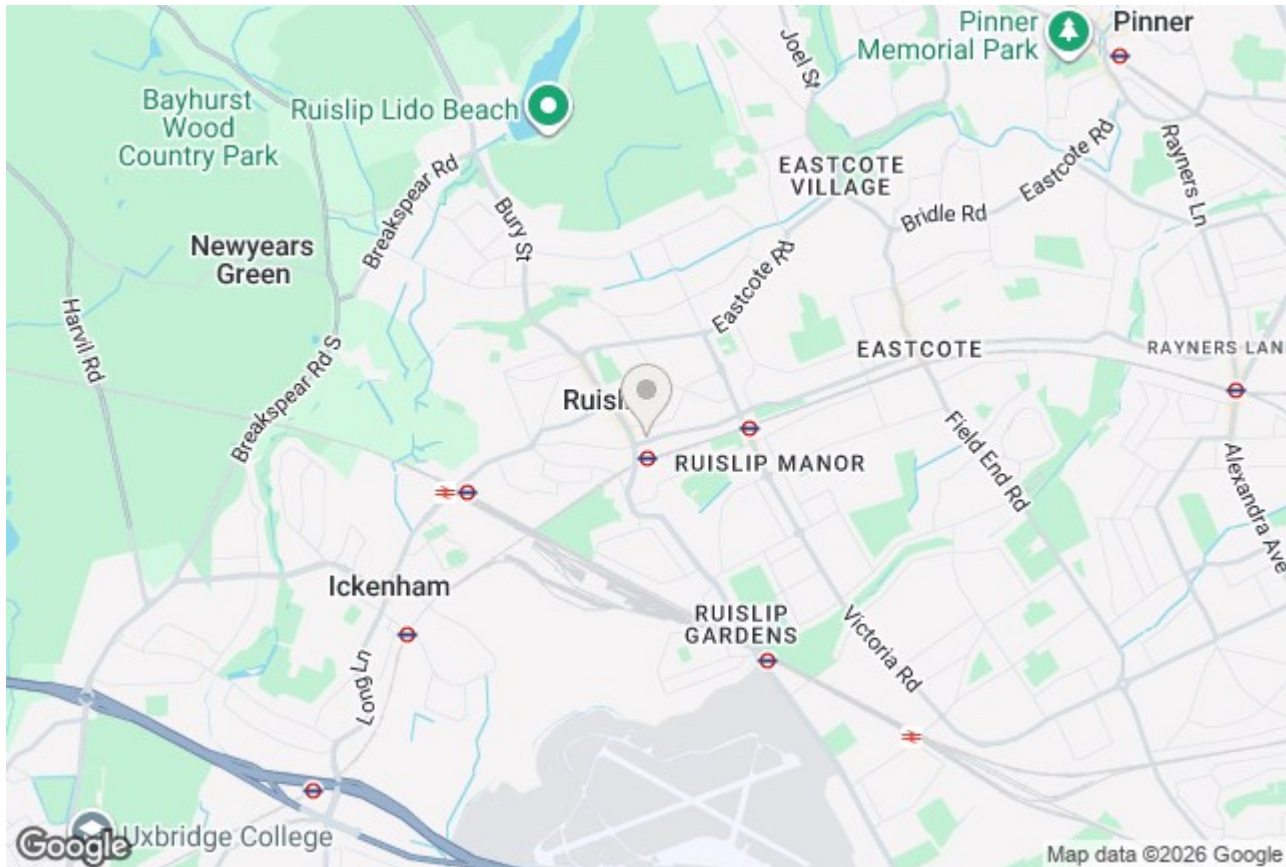 Pinner
Memorial Park
Pinner
Joel St
Bayhurst
Wood
Country Park
Ruislip Lido Beach
Eastcote Rd
Rayners Ln
EASTCOTE
VILLAGE
Breakspear Rd
Bury St
Bridle Rd
Newyears
Green
Eastcote Rd
Harvil Rd
EASTCOTE
RAYNERS LANE
Breakspear Rd S
Field End Rd
RUISLIP MANOR
Alexandra Ave
Ickenham
RUISLIP
GARDENS
Victoria Rd
Long Ln
Uxbridge College
Google
Map data ©2026 Google